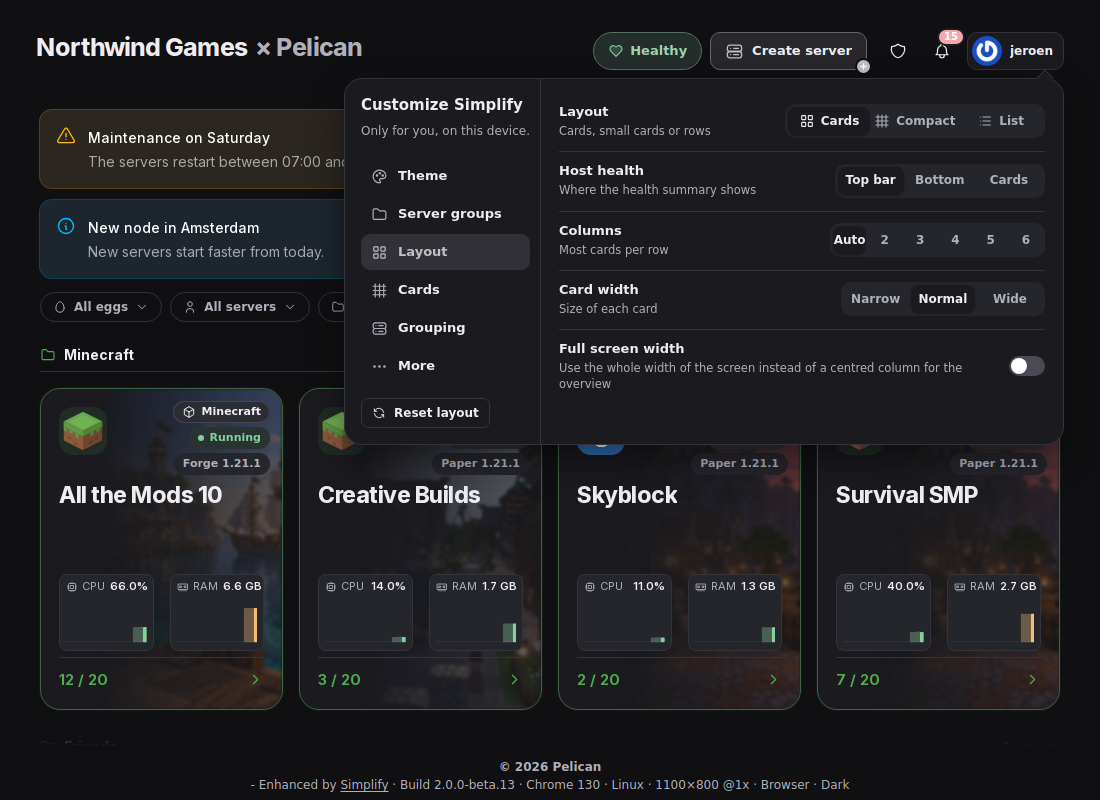 Northwind Games × Pelican
Healthy
Create server
15
jeroen
Maintenance on Saturday
The servers restart between 07:00 and
New node in Amsterdam
New servers start faster from today.
All eggs
All servers
Customize Simplify
Only for you, on this device.
Theme
Server groups
Layout
Cards
Grouping
More
Reset layout
Layout
Cards, small cards or rows
Cards
Compact
List
Host health
Where the health summary shows
Top bar
Bottom
Cards
Columns
Most cards per row
Auto 2 3 4 5 6
Card width
Size of each card
Narrow
Normal
Wide
Full screen width
Use the whole width of the screen instead of a centred column for the
overview
Minecraft
Minecraft
Running
Forge 1.21.1
All the Mods 10
CPU 66.0%
RAM 6.6 GB
12 / 20
Paper 1.21.1
Creative Builds
CPU 14.0%
RAM 1.7 GB
3 / 20
Paper 1.21.1
Skyblock
CPU 11.0%
RAM 1.3 GB
2 / 20
Paper 1.21.1
Survival SMP
CPU 40.0%
RAM 2.7 GB
7 / 20
Friends
© 2026 Pelican
- Enhanced by Simplify · Build 2.0.0-beta.13 · Chrome 130 · Linux · 1100×800 @1x · Browser · Dark